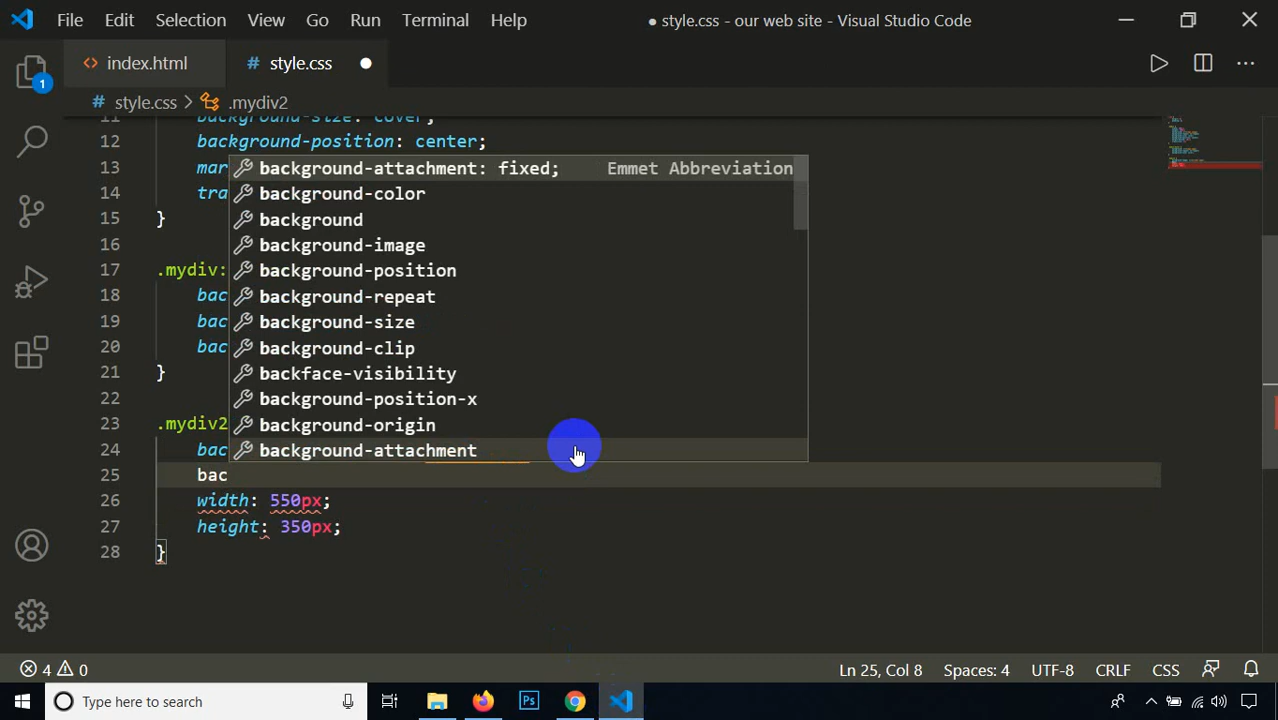 File Edit Selection View Go Run Terminal Help ● style.css - our web site - Visual Studio Code
index.html style.css
style.css > .mydiv2
12 background-position: center;
13 mar
14 tra
15 }
16
17 .mydiv:
18 bac
19 bac
20 bac
21 }
22
23 .mydiv2
24 bac
25 bac
26 width: 550px;
27 height: 350px;
28 }
background-attachment: fixed; Emmet Abbreviation
background-color
background
background-image
background-position
background-repeat
background-size
background-clip
backface-visibility
background-position-x
background-origin
background-attachment
1
4 0 Ln 25, Col 8 Spaces: 4 UTF-8 CRLF CSS
Type here to search
Ps